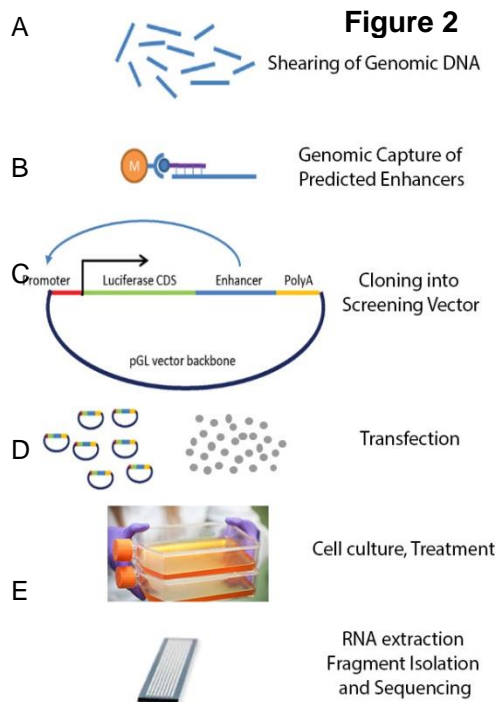 Figure 2
A
Shearing of Genomic DNA
B
M
Genomic Capture of
Predicted Enhancers
C
Promoter
Luciferase CDS
Enhancer
PolyA
pGL vector backbone
Cloning into
Screening Vector
D
Transfection
Cell culture, Treatment
E
RNA extraction
Fragment Isolation
and Sequencing